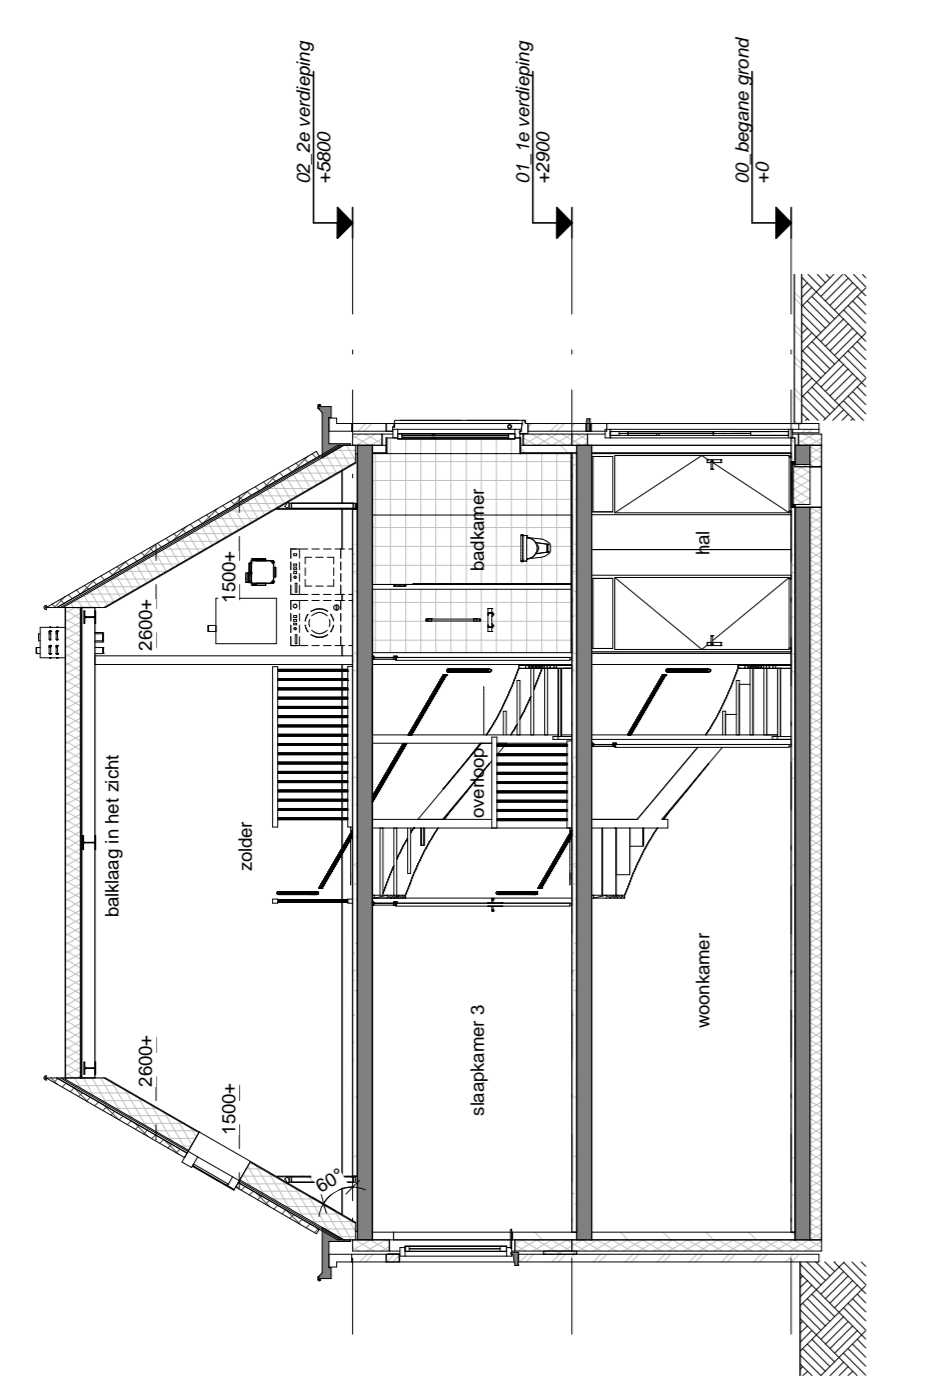 02_2e verdieping
+5800
01_1e verdieping
+2900
00_begane grond
+0
balklaag in het zicht
2600+
1500+
2600+
1500+
zolder
60°
badkamer
overloop
slaapkamer 3
hal
woonkamer